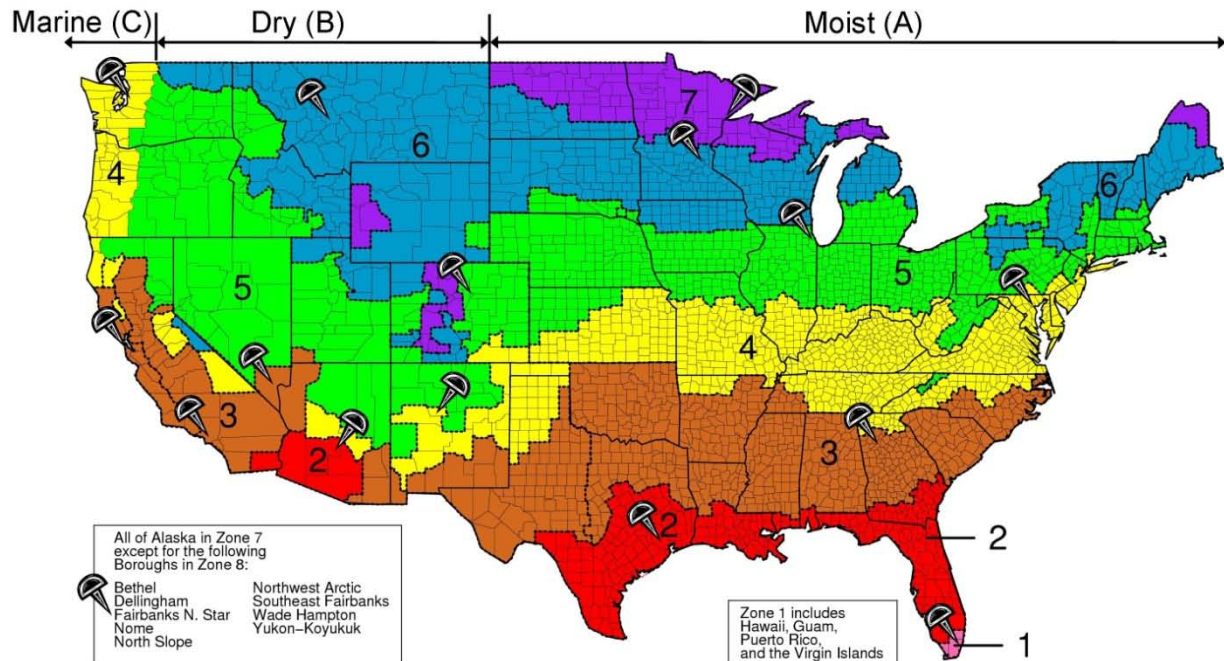 Marine (C)
Dry (B)
Moist (A)
7
6
4
6
5
5
4
3
3
2
2
2
1
All of Alaska in Zone 7
except for the following
Boroughs in Zone 8:
Bethel
Dellingham
Fairbanks N. Star
Nome
North Slope
Northwest Arctic
Southeast Fairbanks
Wade Hampton
Yukon-Koyukuk
Zone 1 includes
Hawaii, Guam,
Puerto Rico,
and the Virgin Islands